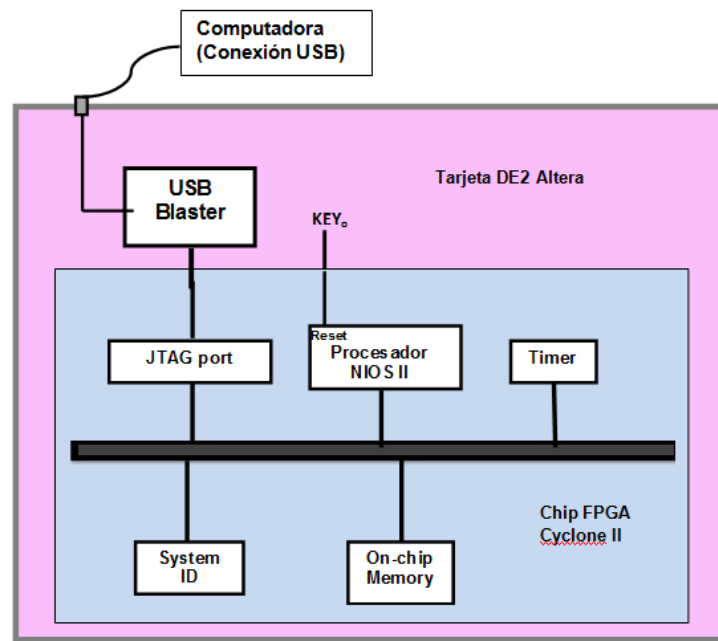 Computadora
(Conexión USB)
Tarjeta DE2 Altera
USB
Blaster
KEY₀
JTAG port
Reset
Procesador
NIOS II
Timer
Chip FPGA
Cyclone II
System
ID
On-chip
Memory